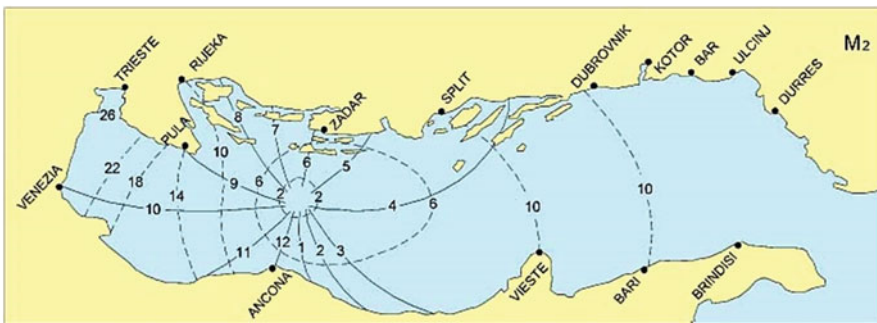 M2
TRIESTE
RIJEKA
ZADAR
SPLIT
DUBROVNIK
KOTOR
BAR
ULCINJ
DURRES
PULA
VENEZIA
ANCONA
VIESTE
BARI
BRINDISI
26
8
7
22
18
10
6
5
14
9
6
2
2
10
4
6
10
10
11
12
1
2
3